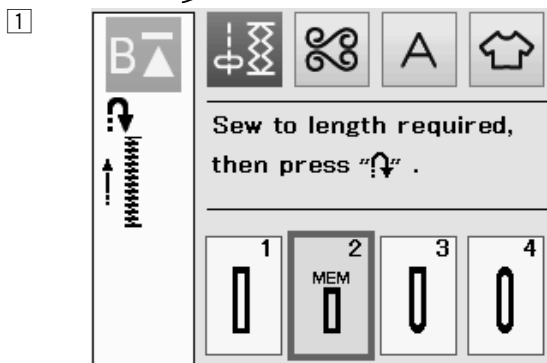 1
B
A
Sew to length required,
then press "" .
1 2 3 4
MEM